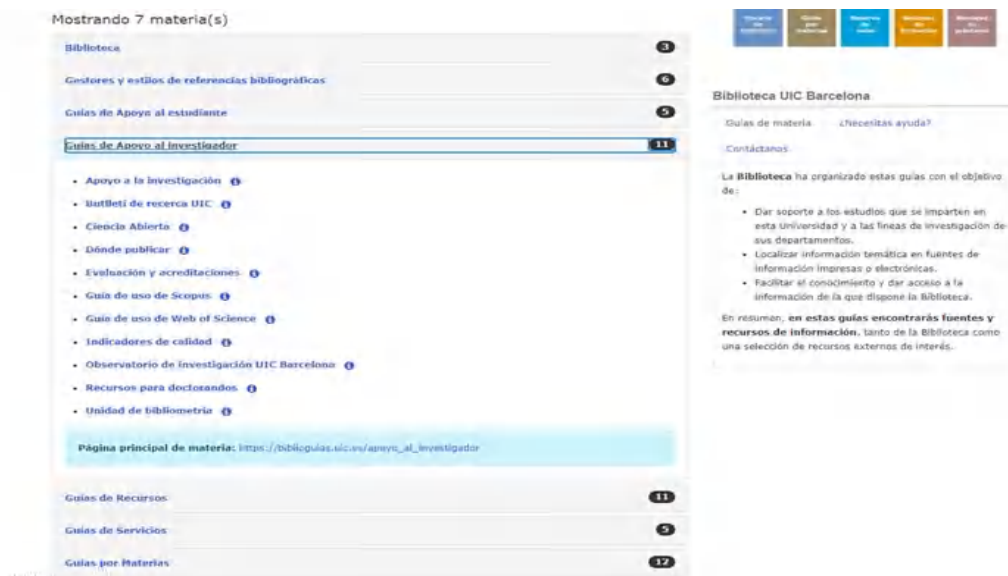 Mostrando 7 materia(s)
Biblioteca 3
Gestores y estilos de referencias bibliográficas 6
Guías de Apoyo al estudiante 5
Guías de Apoyo al investigador 11
Apoyo a la investigación
Butlletí de recerca UIC
Ciencia Abierta
Dónde publicar
Evaluación y acreditaciones
Guía de uso de Scopus
Guía de uso de Web of Science
Indicadores de calidad
Observatorio de investigación UIC Barcelona
Recursos para doctorandos
Unidad de bibliometría
Página principal de materia: https://biblioguias.uic.es/apoyo_al_investigador
Guías de Recursos 11
Guías de Servicios 5
Guías por Materias 12
Biblioteca UIC Barcelona
Guías de materia ¿Necesitas ayuda?
Contáctanos
La Biblioteca ha organizado estas guías con el objetivo
de:
Dar soporte a los estudios que se imparten en
esta Universidad y a las líneas de investigación de
sus departamentos.
Localizar información temática en fuentes de
información impresas o electrónicas.
Facilitar el conocimiento y dar acceso a la
información de la que dispone la Biblioteca.
En resumen, en estas guías encontrarás fuentes y
recursos de información, tanto de la Biblioteca como
una selección de recursos externos de interés.